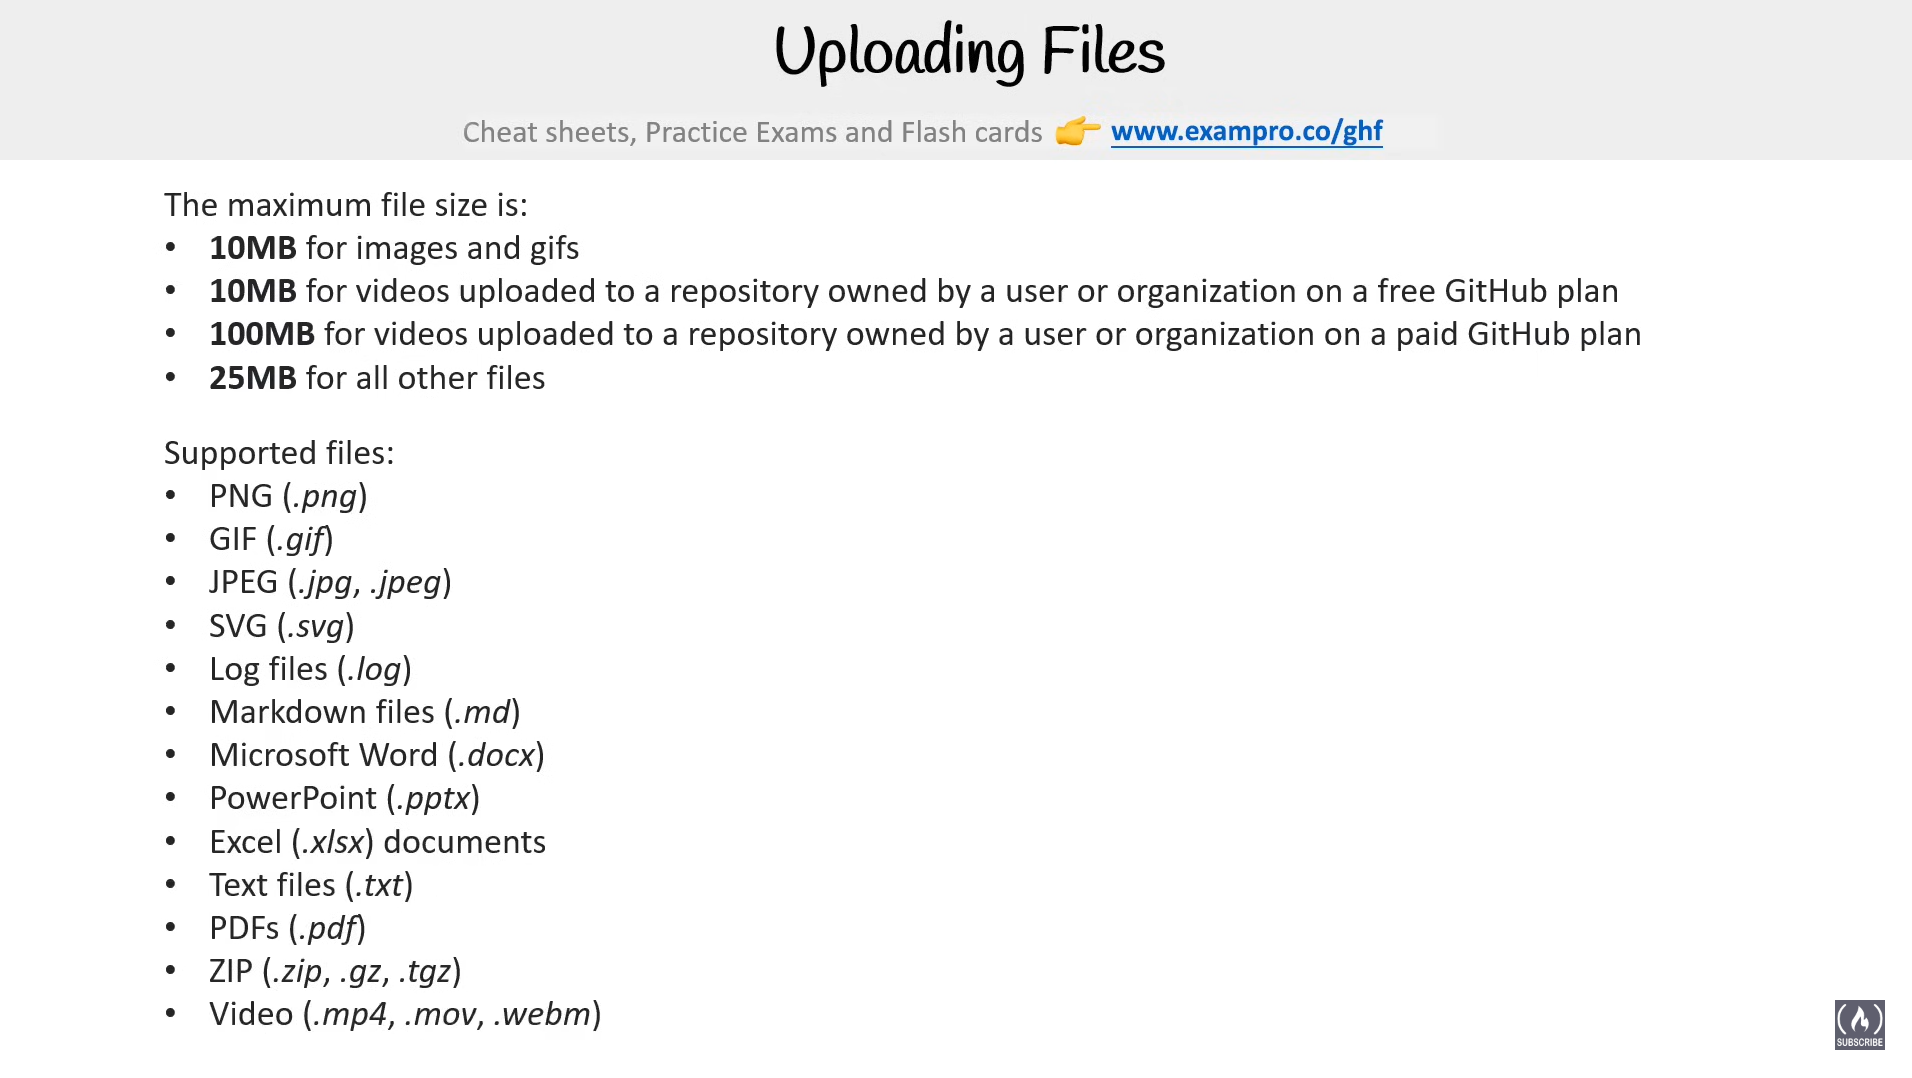 Uploading Files
Cheat sheets, Practice Exams and Flash cards 👉 www.exampro.co/ghf
The maximum file size is:
• 10MB for images and gifs
• 10MB for videos uploaded to a repository owned by a user or organization on a free GitHub plan
• 100MB for videos uploaded to a repository owned by a user or organization on a paid GitHub plan
• 25MB for all other files
Supported files:
• PNG (.png)
• GIF (.gif)
• JPEG (.jpg, .jpeg)
• SVG (.svg)
• Log files (.log)
• Markdown files (.md)
• Microsoft Word (.docx)
• PowerPoint (.pptx)
• Excel (.xlsx) documents
• Text files (.txt)
• PDFs (.pdf)
• ZIP (.zip, .gz, .tgz)
• Video (.mp4, .mov, .webm)
SUBSCRIBE